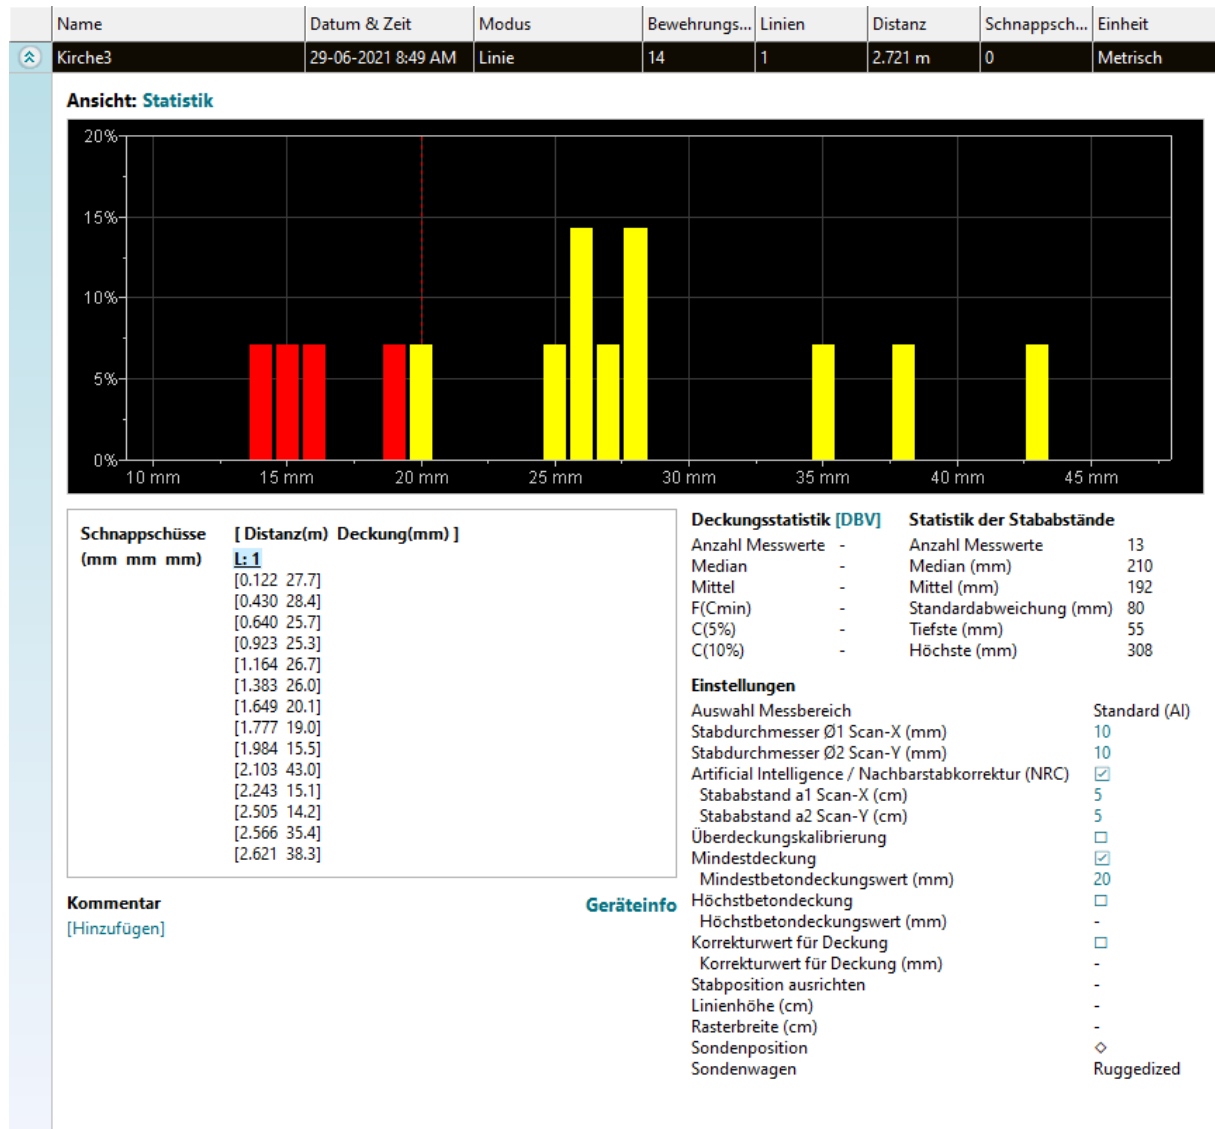 Name Datum & Zeit Modus Bewehrungs... Linien Distanz Schnappsch... Einheit
Kirche3 29-06-2021 8:49 AM Linie 14 1 2.721 m 0 Metrisch
Ansicht: Statistik
20%
15%
10%
5%
0%
10 mm 15 mm 20 mm 25 mm 30 mm 35 mm 40 mm 45 mm
Schnappschüsse [ Distanz(m) Deckung(mm) ]
(mm mm mm) L: 1
[0.122 27.7]
[0.430 28.4]
[0.640 25.7]
[0.923 25.3]
[1.164 26.7]
[1.383 26.0]
[1.649 20.1]
[1.777 19.0]
[1.984 15.5]
[2.103 43.0]
[2.243 15.1]
[2.505 14.2]
[2.566 35.4]
[2.621 38.3]
Kommentar
[Hinzufügen]
Geräteinfo
Deckungsstatistik [DBV]
Anzahl Messwerte -
Median -
Mittel -
F(Cmin) -
C(5%) -
C(10%) -
Statistik der Stababstände
Anzahl Messwerte 13
Median (mm) 210
Mittel (mm) 192
Standardabweichung (mm) 80
Tiefste (mm) 55
Höchste (mm) 308
Einstellungen
Auswahl Messbereich Standard (AI)
Stabdurchmesser Ø1 Scan-X (mm) 10
Stabdurchmesser Ø2 Scan-Y (mm) 10
Artificial Intelligence / Nachbarstabkorrektur (NRC)
Stababstand a1 Scan-X (cm) 5
Stababstand a2 Scan-Y (cm) 5
Überdeckungskalibrierung
Mindestdeckung
Mindestbetondeckungswert (mm) 20
Höchstbetondeckung
Höchstbetondeckungswert (mm) -
Korrekturwert für Deckung
Korrekturwert für Deckung (mm) -
Stabposition ausrichten -
Linienhöhe (cm) -
Rasterbreite (cm) -
Sondenposition
Sondenwagen Ruggedized